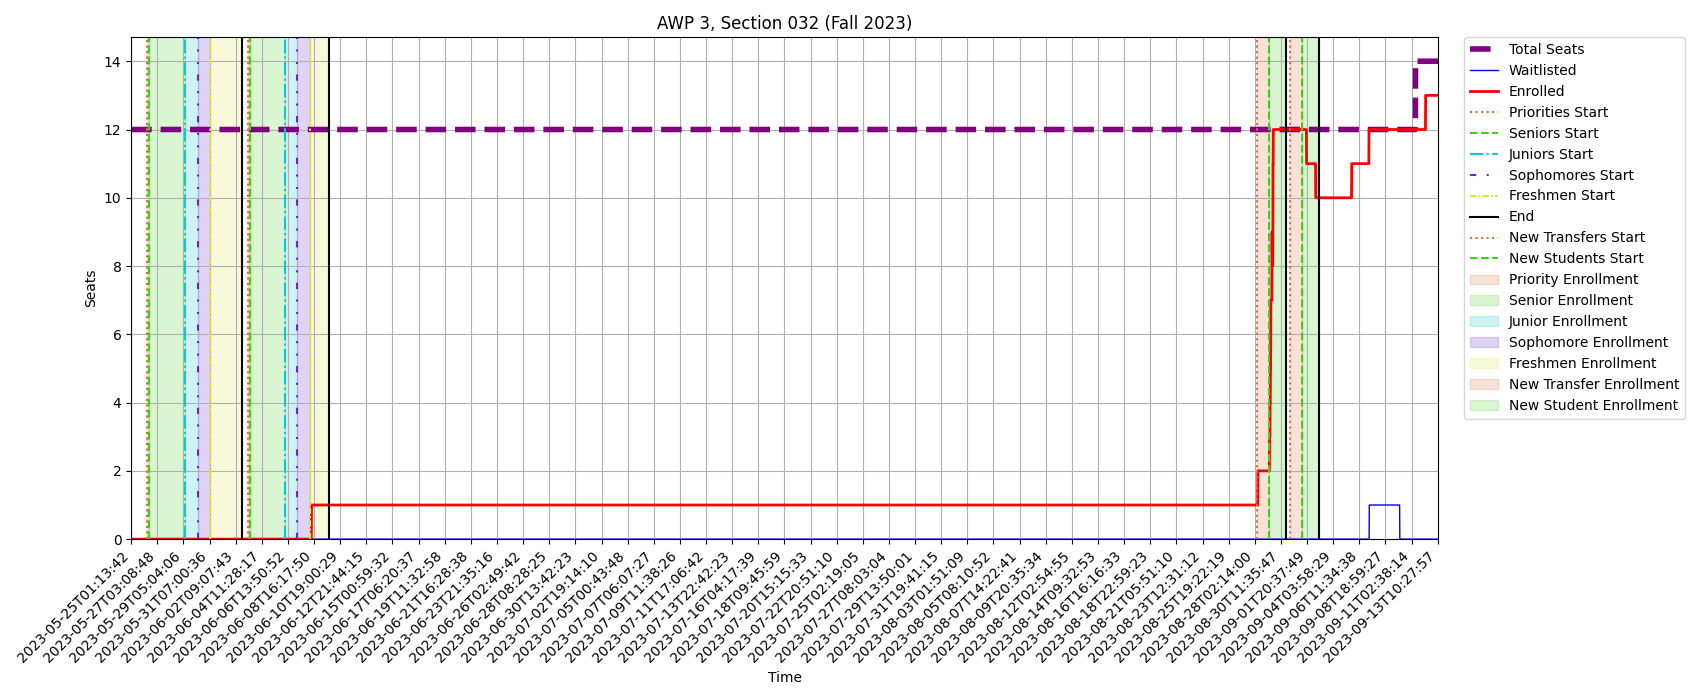 AWP 3, Section 032 (Fall 2023)
Total Seats
Waitlisted
Enrolled
Priorities Start
Seniors Start
Juniors Start
Sophomores Start
Freshmen Start
End
New Transfers Start
New Students Start
Priority Enrollment
Senior Enrollment
Junior Enrollment
Sophomore Enrollment
Freshmen Enrollment
New Transfer Enrollment
New Student Enrollment
14
12
10
8
6
4
2
0
Seats
2023-05-25T01:13:42
2023-05-27T03:08:48
2023-05-29T05:04:06
2023-05-31T07:00:36
2023-06-02T09:07:43
2023-06-04T11:28:17
2023-06-06T13:50:52
2023-06-08T16:17:50
2023-06-10T19:00:29
2023-06-12T21:44:15
2023-06-15T00:59:32
2023-06-17T06:20:37
2023-06-19T11:32:58
2023-06-21T16:28:38
2023-06-23T21:35:16
2023-06-26T02:49:42
2023-06-28T08:28:25
2023-06-30T13:42:23
2023-07-02T19:14:10
2023-07-05T00:43:48
2023-07-07T06:07:27
2023-07-09T11:38:26
2023-07-11T17:06:42
2023-07-13T22:42:23
2023-07-16T04:17:39
2023-07-18T09:45:59
2023-07-20T15:15:33
2023-07-22T20:51:10
2023-07-25T02:19:05
2023-07-27T08:03:04
2023-07-29T13:50:01
2023-07-31T19:41:15
2023-08-03T01:51:09
2023-08-05T08:10:52
2023-08-07T14:22:41
2023-08-09T20:35:34
2023-08-12T02:54:55
2023-08-14T09:32:53
2023-08-16T16:16:33
2023-08-18T22:59:23
2023-08-21T05:51:10
2023-08-23T12:31:12
2023-08-25T19:22:19
2023-08-28T02:14:00
2023-08-30T11:35:47
2023-09-01T20:37:49
2023-09-04T03:58:29
2023-09-06T11:34:38
2023-09-08T18:59:27
2023-09-11T02:38:14
2023-09-13T10:27:57
Time